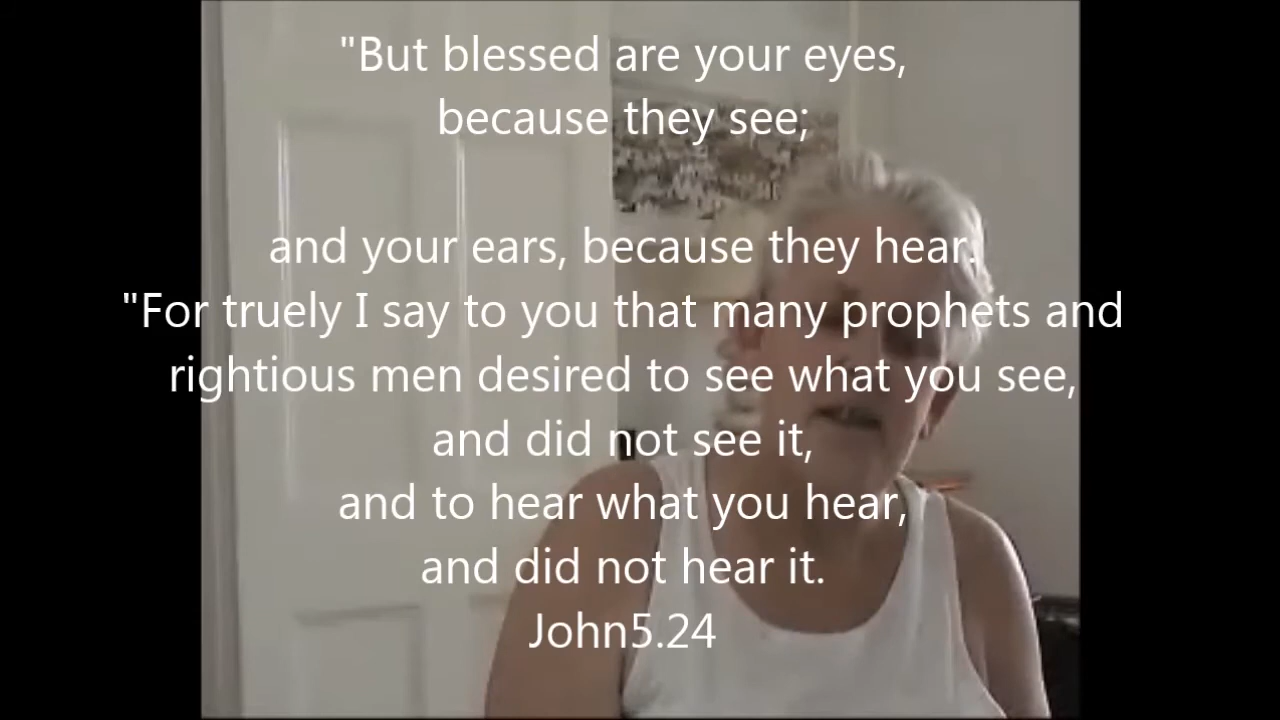 "But blessed are your eyes,
because they see;
and your ears, because they hear.
"For truely I say to you that many prophets and
rightious men desired to see what you see,
and did not see it,
and to hear what you hear,
and did not hear it.
John5.24